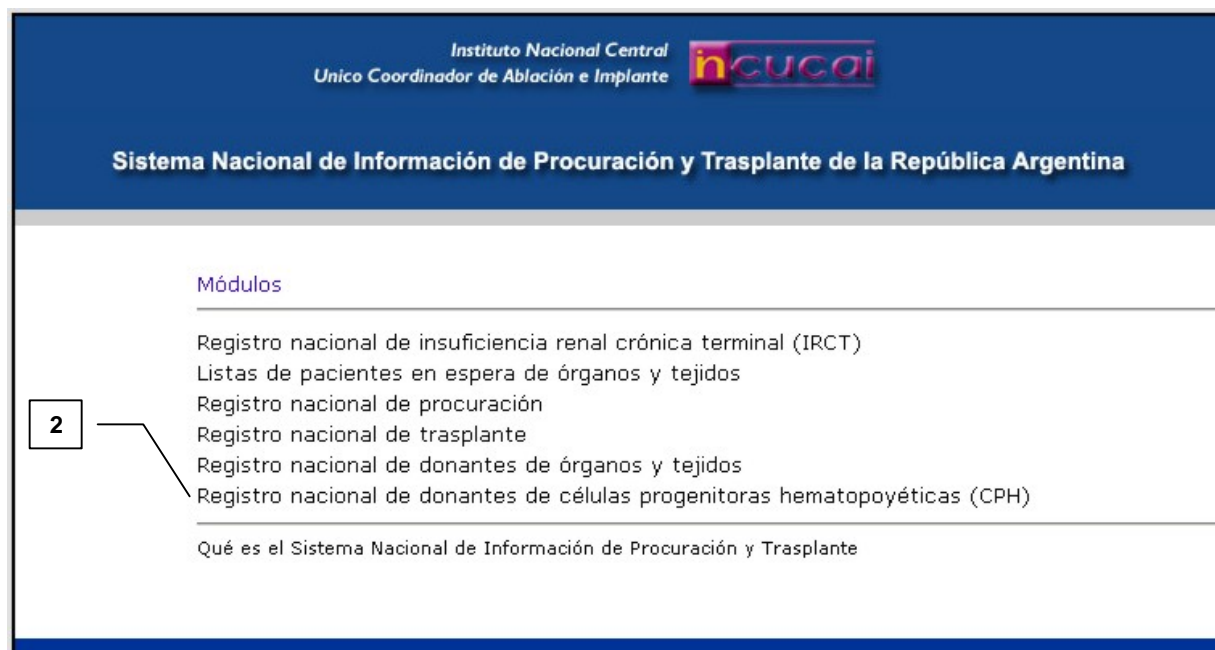 Instituto Nacional Central
Unico Coordinador de Ablación e Implante
incucai
Sistema Nacional de Información de Procuración y Trasplante de la República Argentina
Módulos
Registro nacional de insuficiencia renal crónica terminal (IRCT)
Listas de pacientes en espera de órganos y tejidos
Registro nacional de procuración
2
Registro nacional de trasplante
Registro nacional de donantes de órganos y tejidos
Registro nacional de donantes de células progenitoras hematopoyéticas (CPH)
Qué es el Sistema Nacional de Información de Procuración y Trasplante